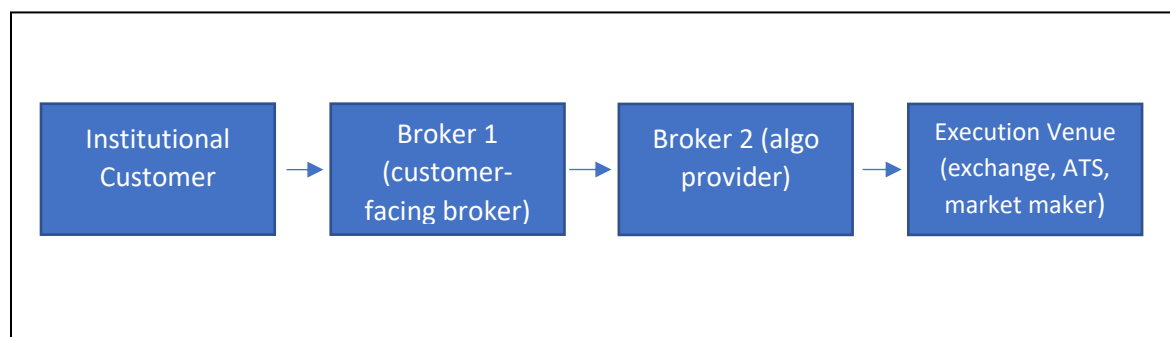 Institutional
Customer
Broker 1
(customer-
facing broker)
Broker 2 (algo
provider)
Execution Venue
(exchange, ATS,
market maker)